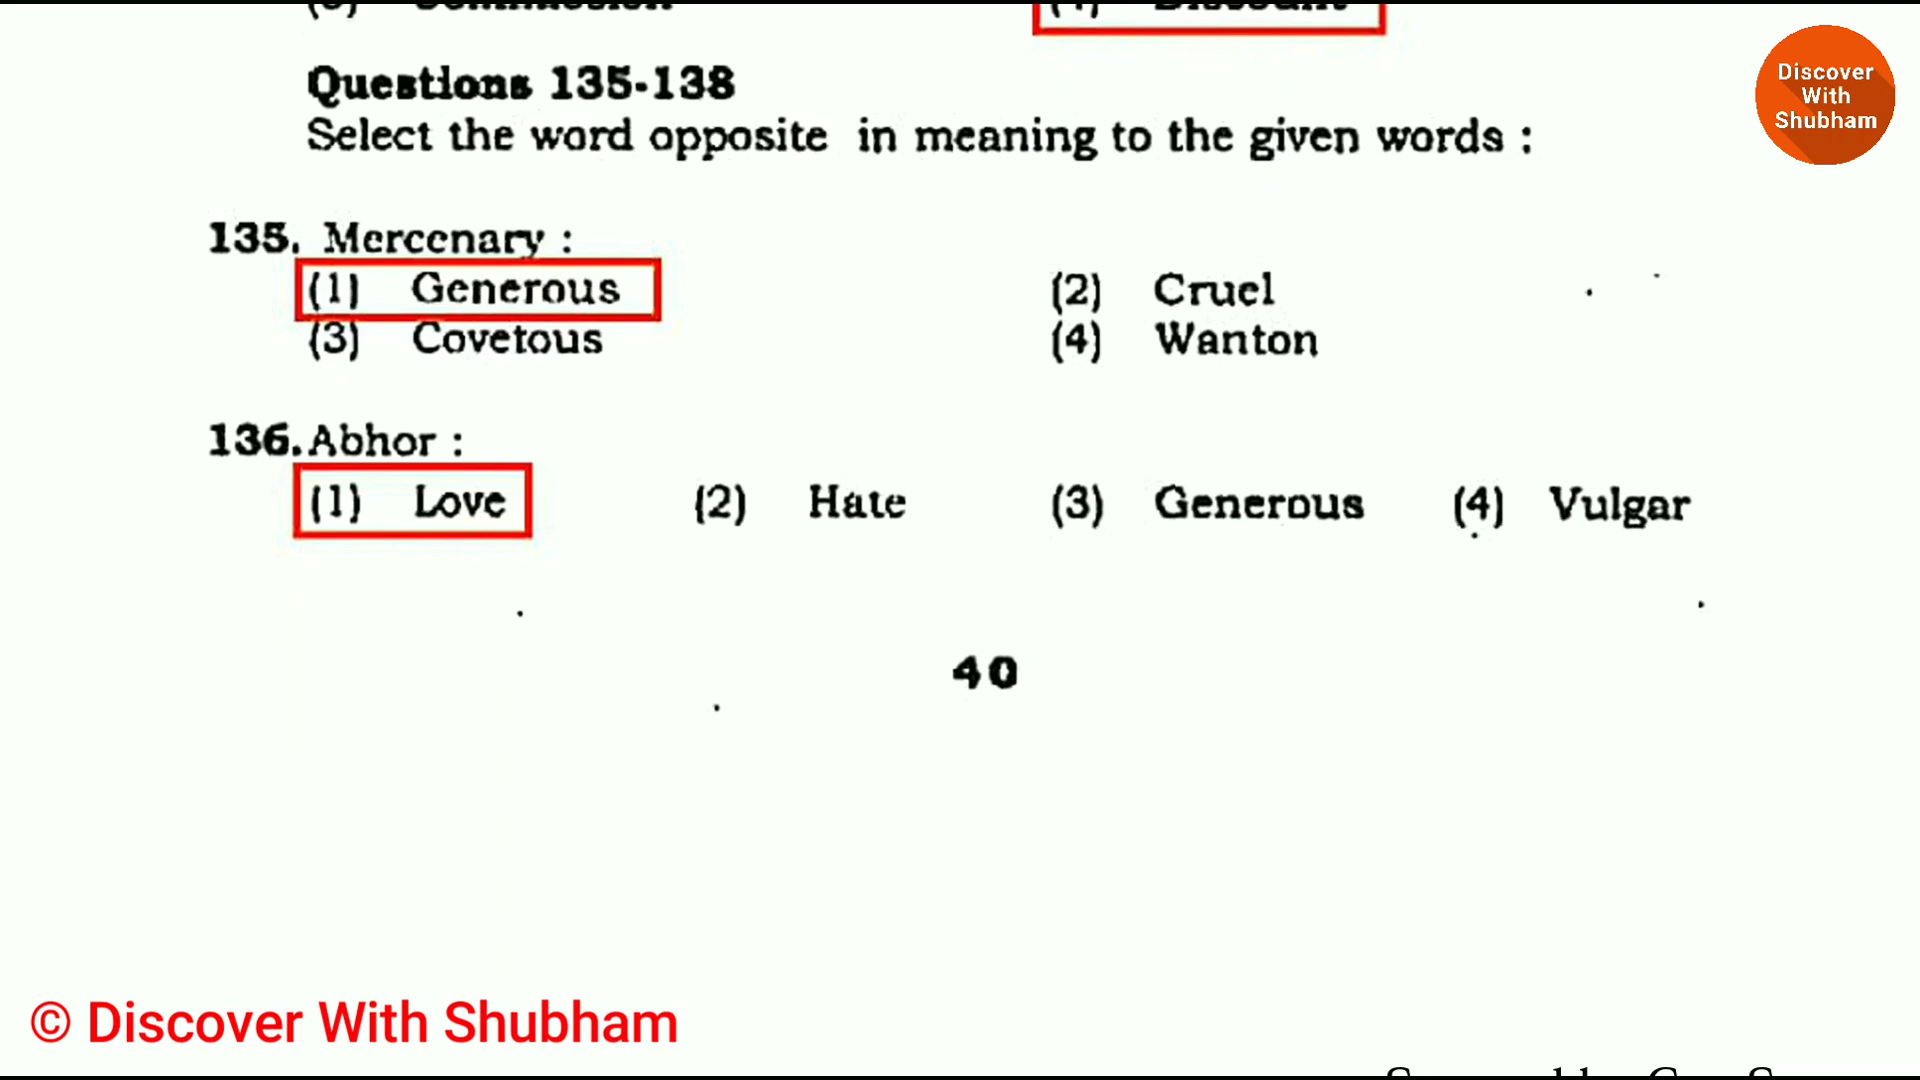 (4) Discount
Discover
With
Shubham
Questions 135-138
Select the word opposite in meaning to the given words :
135. Mercenary :
(1) Generous (2) Cruel
(3) Covetous (4) Wanton
136. Abhor :
(1) Love (2) Hate (3) Generous (4) Vulgar
40
© Discover With Shubham